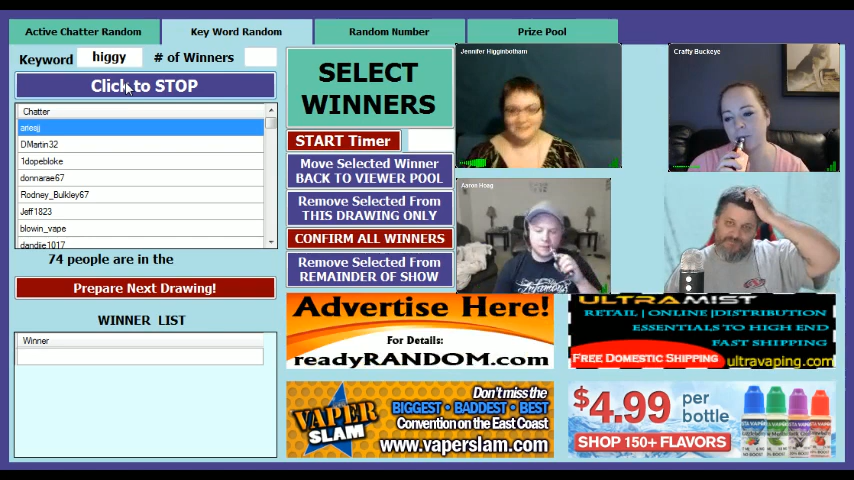 Active Chatter Random
Key Word Random
Random Number
Prize Pool
Keyword higgy # of Winners
Click to STOP
Chatter
ariesjj
DMartin32
1dopebloke
donnarae67
Rodney_Bulkley67
Jeff1823
blowin_vape
dandije1017
74 people are in the
Prepare Next Drawing!
WINNER LIST
Winner
SELECT
WINNERS
START Timer
Move Selected Winner
BACK TO VIEWER POOL
Remove Selected From
THIS DRAWING ONLY
CONFIRM ALL WINNERS
Remove Selected From
REMAINDER OF SHOW
Jennifer Higginbotham
Crafty Buckeye
Aaron Hoag
Infamous
Advertise Here!
For Details:
readyRANDOM.com
ULTRAMIST
RETAIL | ONLINE | DISTRIBUTION
ESSENTIALS TO HIGH END
FAST SHIPPING
FREE DOMESTIC SHIPPING
ultravaping.com
VAPER
SLAM
Don't miss the
BIGGEST • BADDEST • BEST
Convention on the East Coast
www.vaperslam.com
$4.99 per
bottle
SHOP 150+ FLAVORS